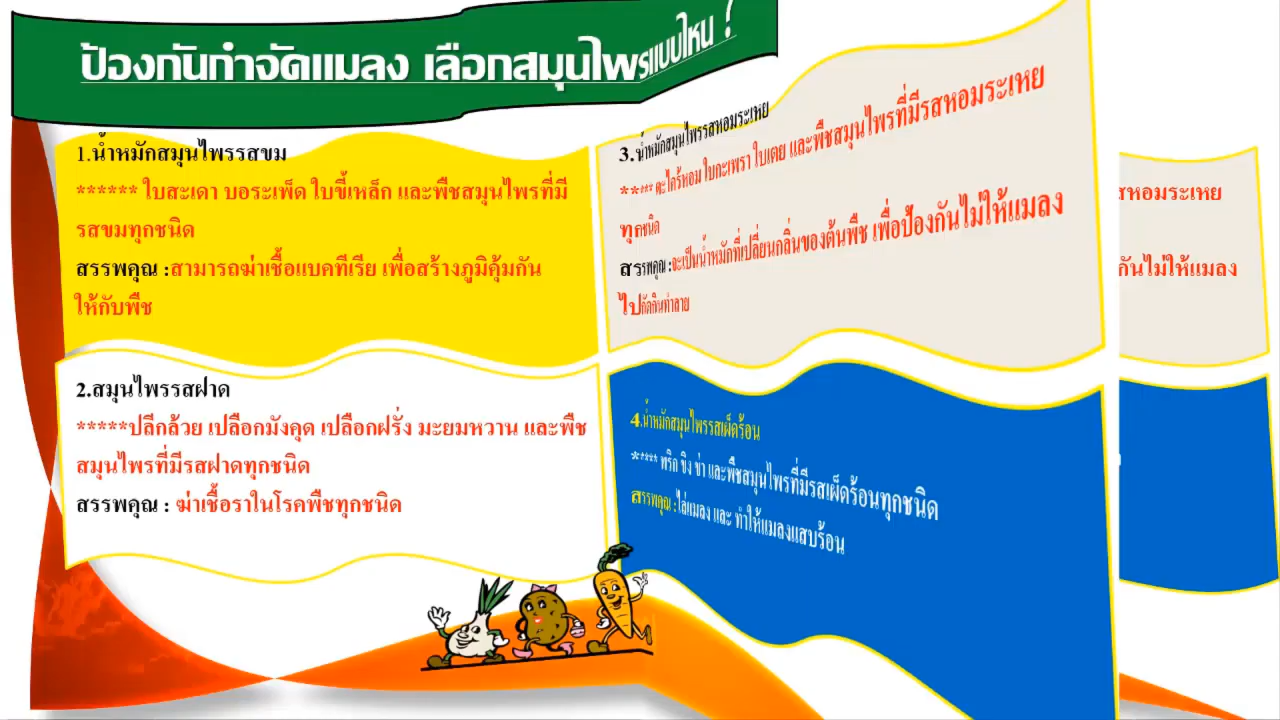 ป้องกันกำจัดแมลง เลือกสมุนไพรแบบไหน ?
1.น้ำหมักสมุนไพรรสขม
****** ใบสะเดา บอระเพ็ด ใบขี้เหล็ก และพืชสมุนไพรที่มี
รสขมทุกชนิด
สรรพคุณ :สามารถฆ่าเชื้อแบคทีเรีย เพื่อสร้างภูมิคุ้มกัน
ให้กับพืช
2.สมุนไพรรสฝาด
*****ปลีกล้วย เปลือกมังคุด เปลือกฝรั่ง มะยมหวาน และพืช
สมุนไพรที่มีรสฝาดทุกชนิด
สรรพคุณ : ฆ่าเชื้อราในโรคพืชทุกชนิด
3.น้ำหมักสมุนไพรรสหอมระเหย
***** ตะไคร้หอม ใบกะเพรา ใบเตย และพืชสมุนไพรที่มีรสหอมระเหย
ทุกชนิด
สรรพคุณ :จะเป็นน้ำหมักที่เปลี่ยนกลิ่นของต้นพืช เพื่อป้องกันไม่ให้แมลง
ไปกัดกินทำลาย
4.น้ำหมักสมุนไพรรสเผ็ดร้อน
***** พริก ขิง ข่า และพืชสมุนไพรที่มีรสเผ็ดร้อนทุกชนิด
สรรพคุณ :ไล่แมลง และ ทำให้แมลงแสบร้อน
สหอมระเหย
กันไม่ให้แมลง